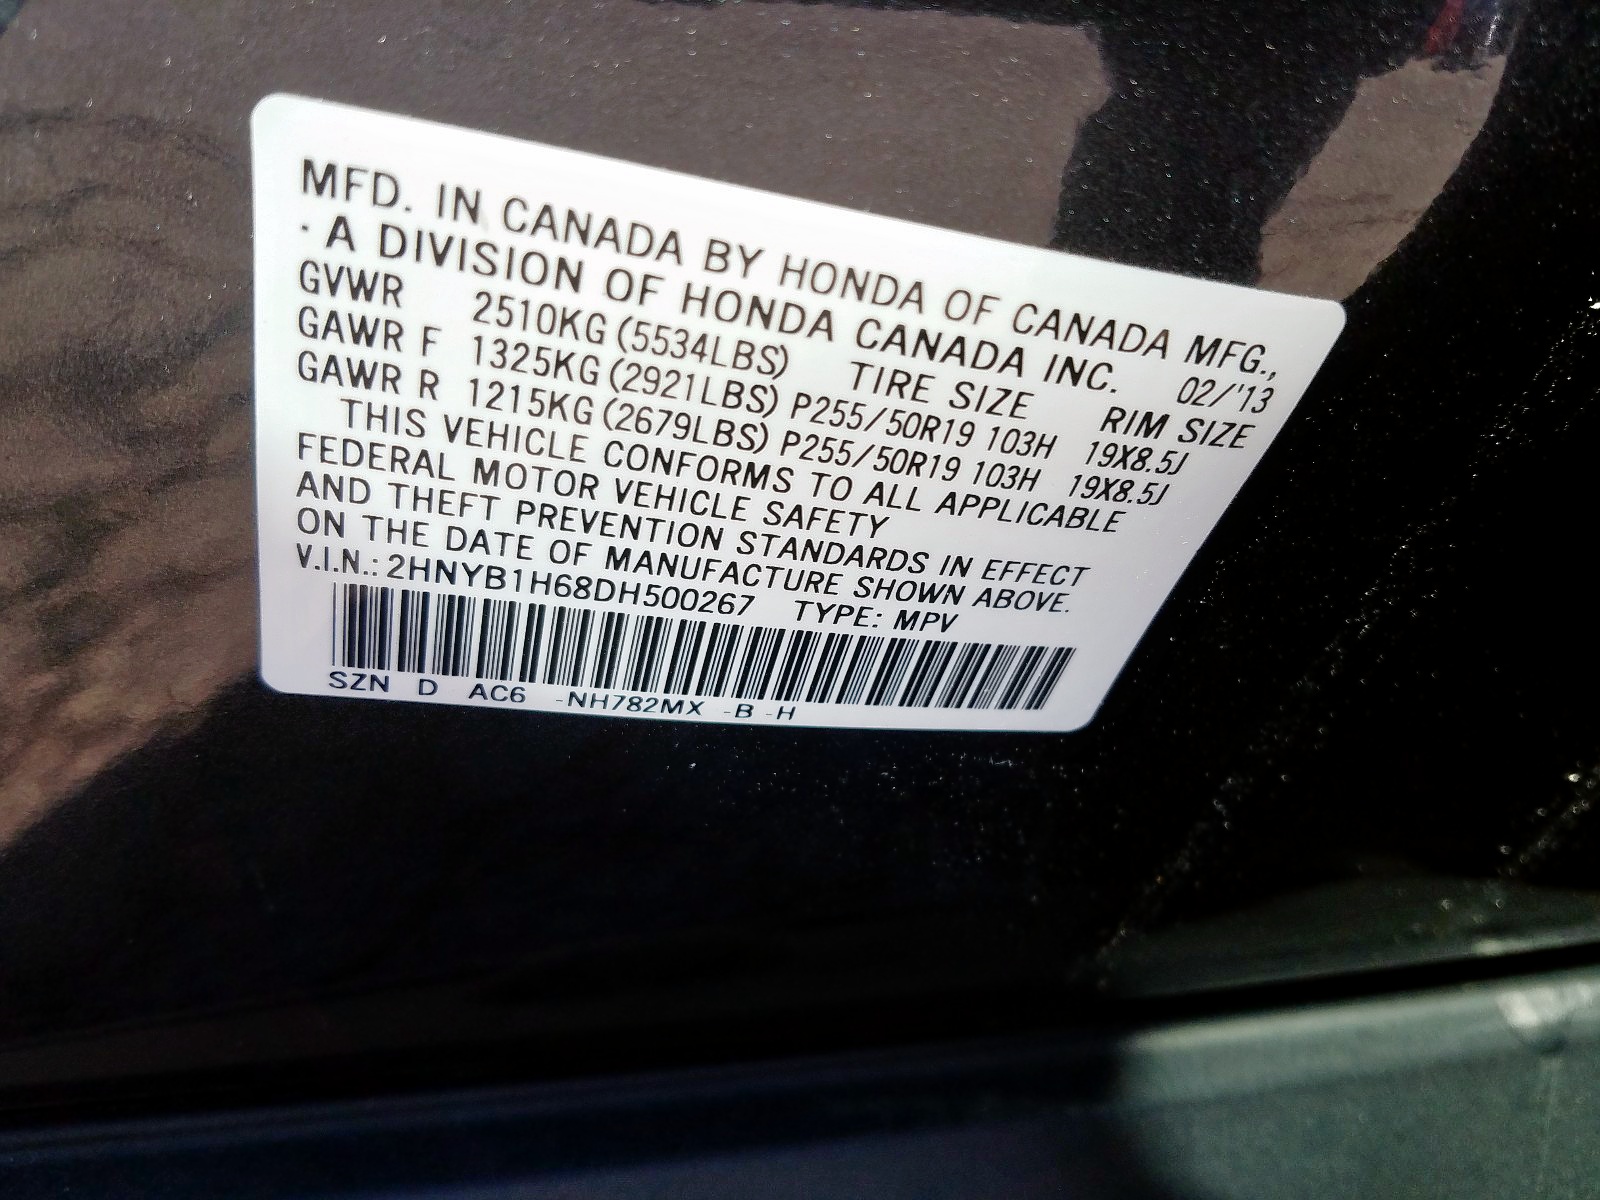 MFD. IN CANADA BY HONDA OF CANADA MFG.,
· A DIVISION OF HONDA CANADA INC. 02/'13
GVWR 2510KG (5534LBS) TIRE SIZE RIM SIZE
GAWR F 1325KG (2921LBS) P255/50R19 103H 19X8.5J
GAWR R 1215KG (2679LBS) P255/50R19 103H 19X8.5J
THIS VEHICLE CONFORMS TO ALL APPLICABLE
FEDERAL MOTOR VEHICLE SAFETY
AND THEFT PREVENTION STANDARDS IN EFFECT
ON THE DATE OF MANUFACTURE SHOWN ABOVE.
V.I.N.: 2HNYB1H68DH500267 TYPE: MPV
SZN D AC6 -NH782MX -B -H